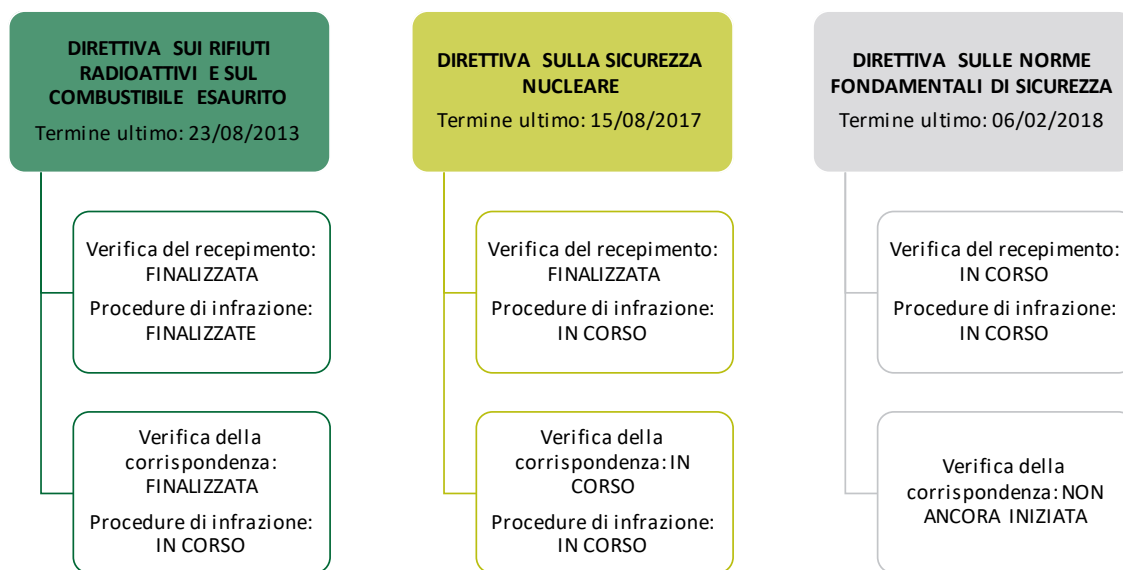 DIRETTIVA SUI RIFIUTI
RADIOATTIVI E SUL
COMBUSTIBILE ESAURITO
Termine ultimo: 23/08/2013
Verifica del recepimento:
FINALIZZATA
Procedure di infrazione:
FINALIZZATE
Verifica della
corrispondenza:
FINALIZZATA
Procedure di infrazione:
IN CORSO
DIRETTIVA SULLA SICUREZZA
NUCLEARE
Termine ultimo: 15/08/2017
Verifica del recepimento:
FINALIZZATA
Procedure di infrazione:
IN CORSO
Verifica della
corrispondenza: IN
CORSO
Procedure di infrazione:
IN CORSO
DIRETTIVA SULLE NORME
FONDAMENTALI DI SICUREZZA
Termine ultimo: 06/02/2018
Verifica del recepimento:
IN CORSO
Procedure di infrazione:
IN CORSO
Verifica della
corrispondenza: NON
ANCORA INIZIATA